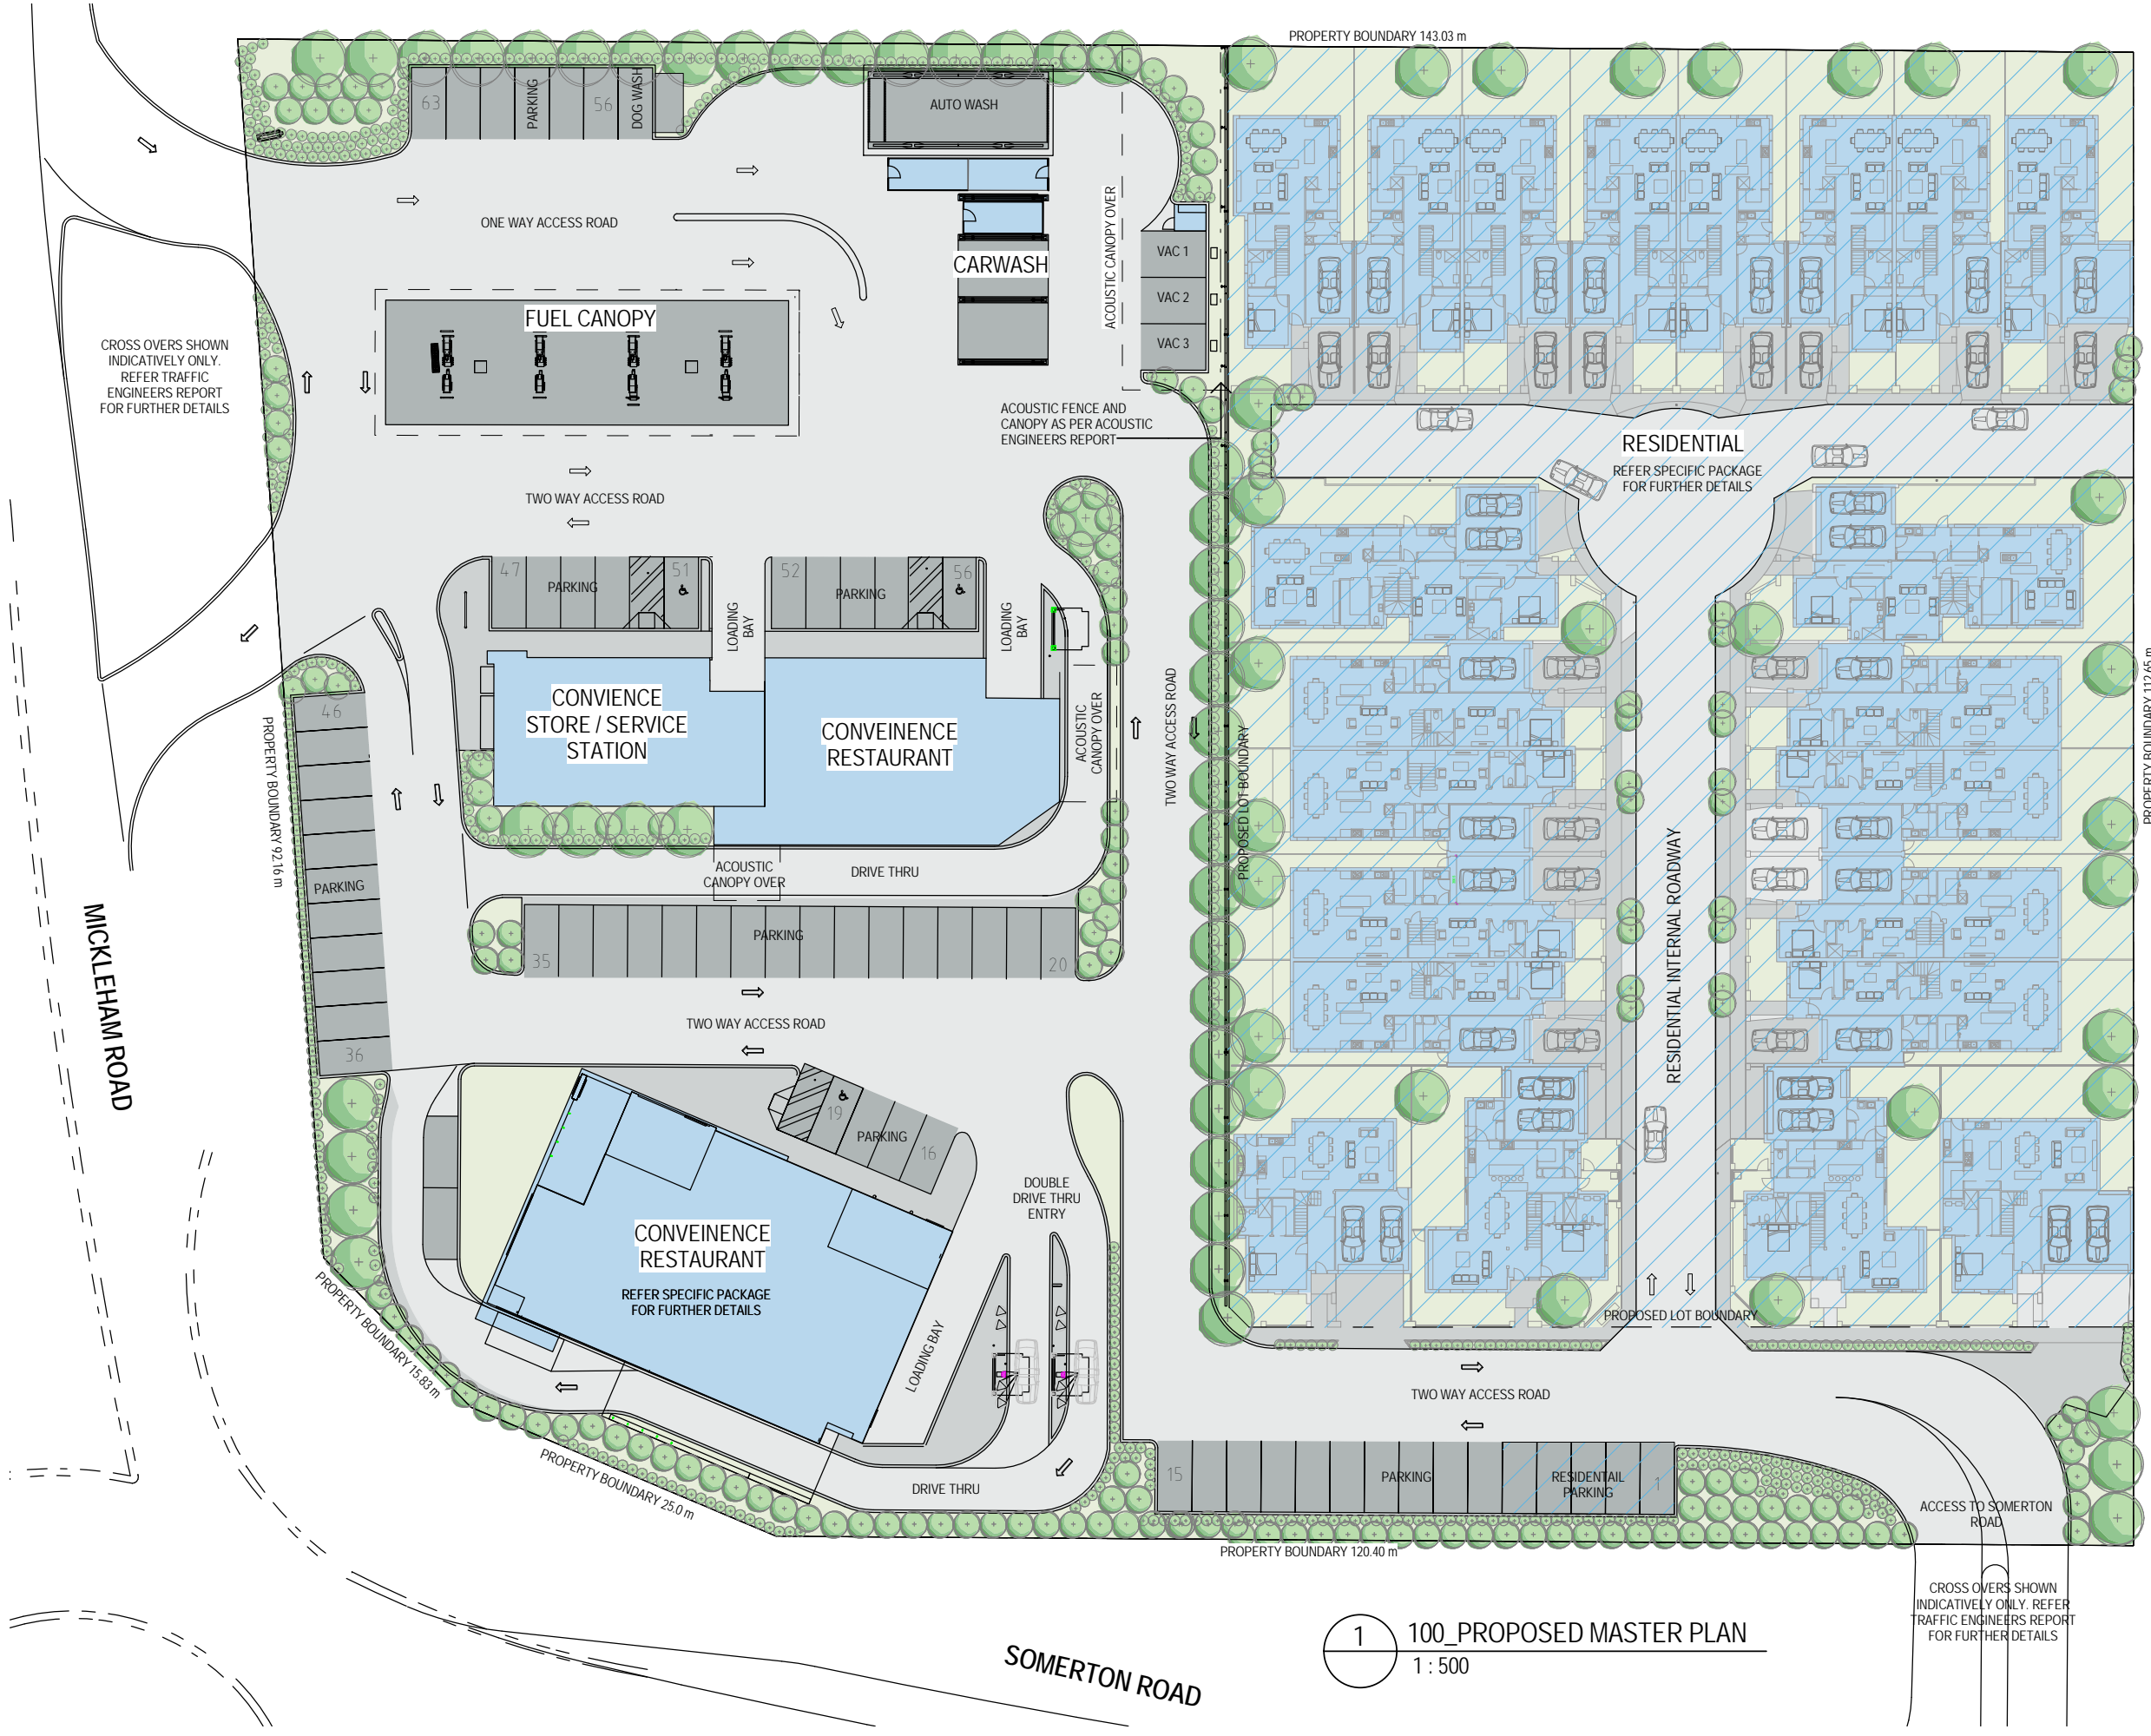 PROPERTY BOUNDARY 143.03 m
63
PARKING
56
DOG WASH
AUTO WASH
ONE WAY ACCESS ROAD
CARWASH
ACOUSTIC CANOPY OVER
VAC 1
VAC 2
VAC 3
FUEL CANOPY
CROSS OVERS SHOWN
INDICATIVELY ONLY.
REFER TRAFFIC
ENGINEERS REPORT
FOR FURTHER DETAILS
ACOUSTIC FENCE AND
CANOPY AS PER ACOUSTIC
ENGINEERS REPORT
RESIDENTIAL
REFER SPECIFIC PACKAGE
FOR FURTHER DETAILS
TWO WAY ACCESS ROAD
47
PARKING
51
52
PARKING
56
LOADING
BAY
LOADING
BAY
CONVIENCE
STORE / SERVICE
STATION
CONVEINENCE
RESTAURANT
ACOUSTIC
CANOPY OVER
TWO WAY ACCESS ROAD
PROPOSED LOT BOUNDARY
PROPERTY BOUNDARY 112.65 m
46
PROPERTY BOUNDARY 92.16 m
PARKING
36
ACOUSTIC
CANOPY OVER
DRIVE THRU
35
PARKING
20
MICKLEHAM ROAD
RESIDENTIAL INTERNAL ROADWAY
TWO WAY ACCESS ROAD
19
PARKING
16
DOUBLE
DRIVE THRU
ENTRY
CONVEINENCE
RESTAURANT
REFER SPECIFIC PACKAGE
FOR FURTHER DETAILS
LOADING BAY
PROPERTY BOUNDARY 15.83 m
PROPOSED LOT BOUNDARY
TWO WAY ACCESS ROAD
PROPERTY BOUNDARY 25.0 m
DRIVE THRU
15
PARKING
RESIDENTAIL
PARKING
1
ACCESS TO SOMERTON
ROAD
PROPERTY BOUNDARY 120.40 m
CROSS OVERS SHOWN
INDICATIVELY ONLY. REFER
TRAFFIC ENGINEERS REPORT
FOR FURTHER DETAILS
SOMERTON ROAD
1
100_PROPOSED MASTER PLAN
1 : 500